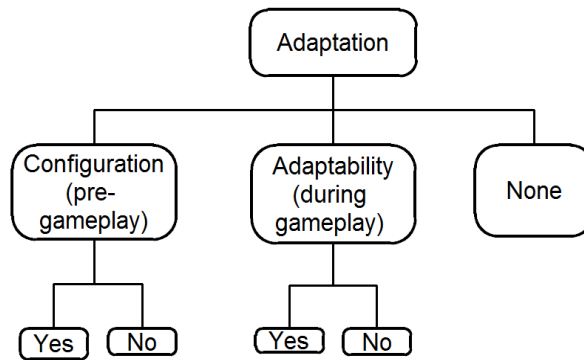 Adaptation
Configuration
(pre-
gameplay)
Adaptability
(during
gameplay)
None
Yes
No
Yes
No